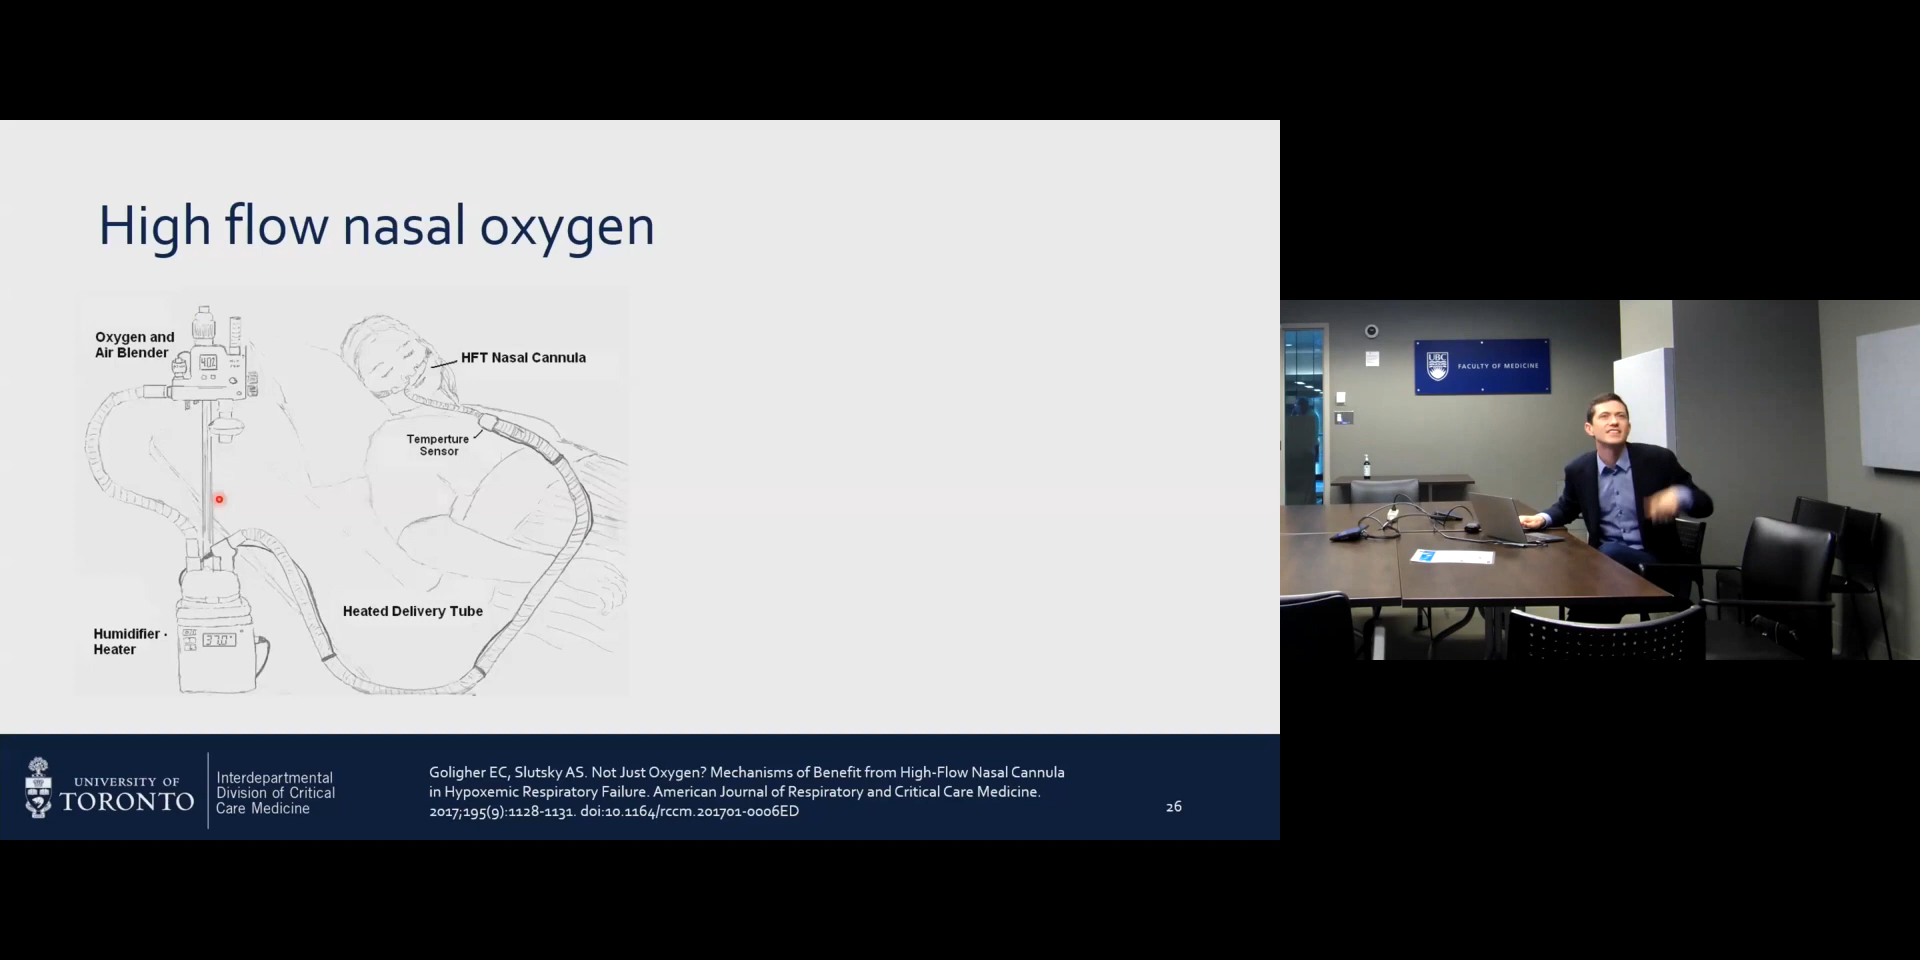 High flow nasal oxygen
Oxygen and
Air Blender
HFT Nasal Cannula
Temperture
Sensor
Heated Delivery Tube
Humidifier ·
Heater
37.0°
UNIVERSITY OF
TORONTO
Interdepartmental
Division of Critical
Care Medicine
Goligher EC, Slutsky AS. Not Just Oxygen? Mechanisms of Benefit from High-Flow Nasal Cannula
in Hypoxemic Respiratory Failure. American Journal of Respiratory and Critical Care Medicine.
2017;195(9):1128-1131. doi:10.1164/rccm.201701-0006ED
26
UBC
FACULTY OF MEDICINE